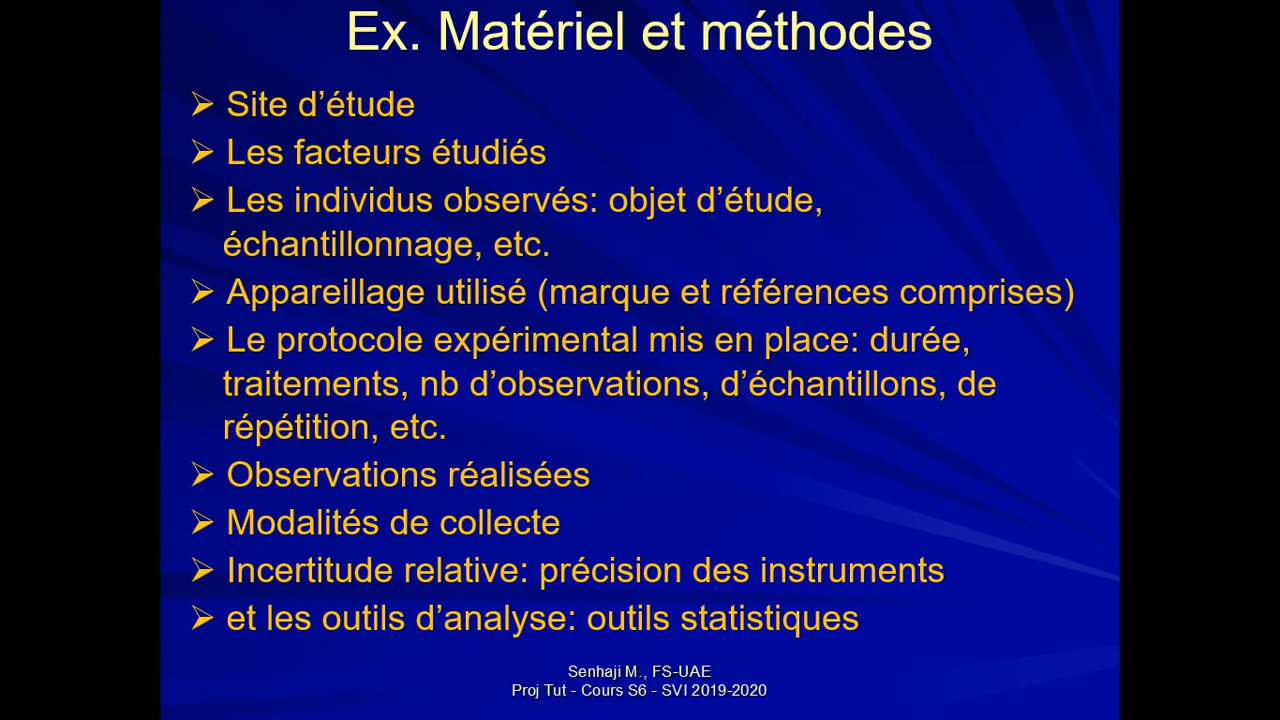 Ex. Matériel et méthodes
➢ Site d’étude
➢ Les facteurs étudiés
➢ Les individus observés: objet d’étude,
échantillonnage, etc.
➢ Appareillage utilisé (marque et références comprises)
➢ Le protocole expérimental mis en place: durée,
traitements, nb d’observations, d’échantillons, de
répétition, etc.
➢ Observations réalisées
➢ Modalités de collecte
➢ Incertitude relative: précision des instruments
➢ et les outils d’analyse: outils statistiques
Senhaji M., FS-UAE
Proj Tut - Cours S6 - SVI 2019-2020